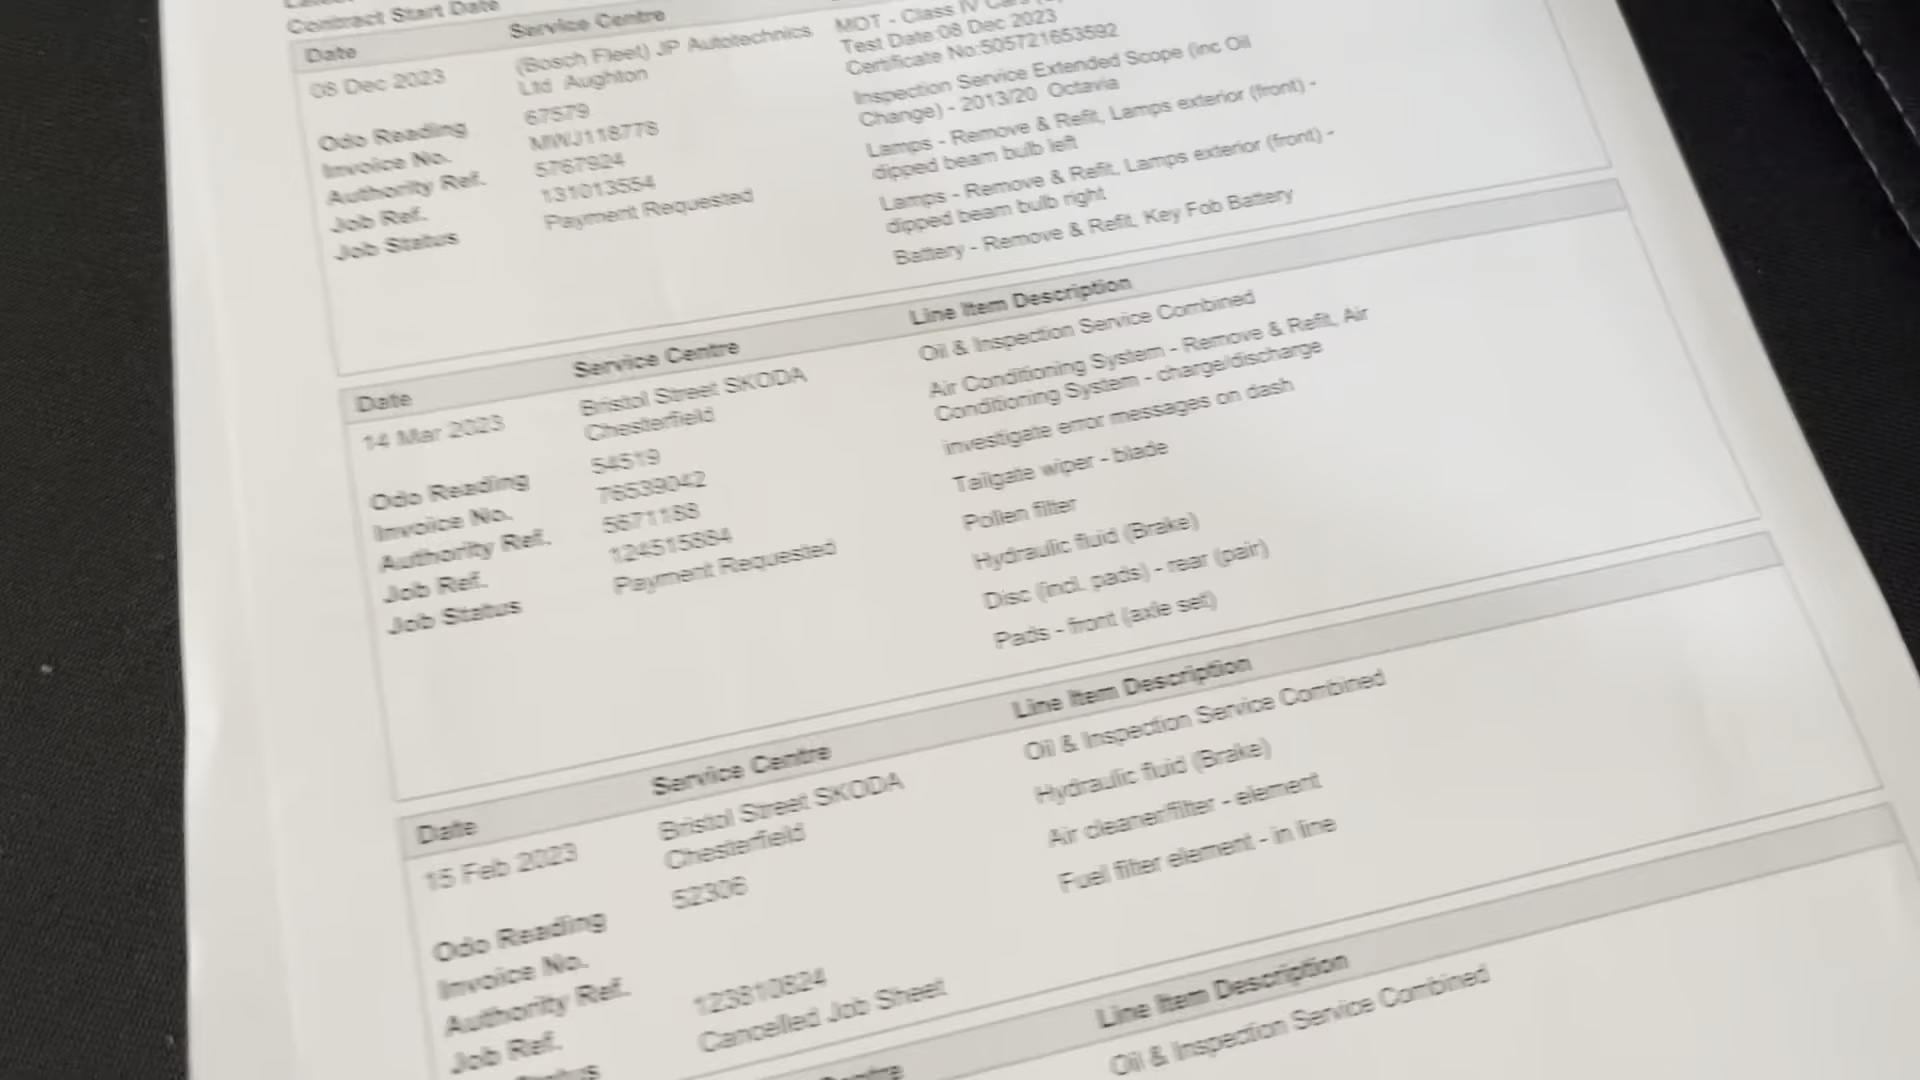 Contract Start Date
Date
Service Centre
08 Dec 2023
(Bosch Fleet) JP Autotechnics
Ltd Aughton
Odo Reading
67579
Invoice No.
MWJ118778
Authority Ref.
5767924
Job Ref.
131013554
Job Status
Payment Requested
MOT - Class IV
Test Date:08 Dec 2023
Certificate No:505721653592
Inspection Service Extended Scope (inc Oil
Change) - 2013/20 Octavia
Lamps - Remove & Refit, Lamps exterior (front) -
dipped beam bulb left
Lamps - Remove & Refit, Lamps exterior (front) -
dipped beam bulb right
Battery - Remove & Refit, Key Fob Battery
Date
Service Centre
Line Item Description
14 Mar 2023
Bristol Street SKODA
Chesterfield
Odo Reading
54519
Invoice No.
76539042
Authority Ref.
5671188
Job Ref.
124515884
Job Status
Payment Requested
Oil & Inspection Service Combined
Air Conditioning System - Remove & Refit, Air
Conditioning System - charge/discharge
investigate error messages on dash
Tailgate wiper - blade
Pollen filter
Hydraulic fluid (Brake)
Disc (incl. pads) - rear (pair)
Pads - front (axle set)
Date
Service Centre
Line Item Description
15 Feb 2023
Bristol Street SKODA
Chesterfield
Odo Reading
52306
Invoice No.
Authority Ref.
Job Ref.
123810824
Cancelled Job Sheet
Oil & Inspection Service Combined
Hydraulic fluid (Brake)
Air cleaner/filter - element
Fuel filter element - in line
Line Item Description
Oil & Inspection Service Combined